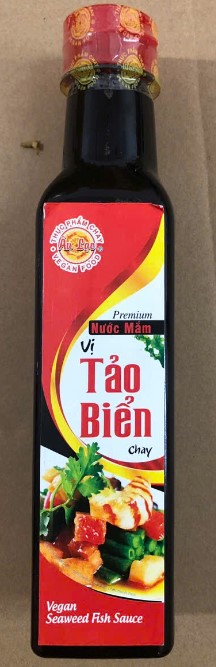 THỰC PHẨM CHAY
Âu Lạc
VEGAN FOOD
Premium
Nước Mắm
Vị
Tảo
Biển
Chay
Vegan
Seaweed Fish Sauce